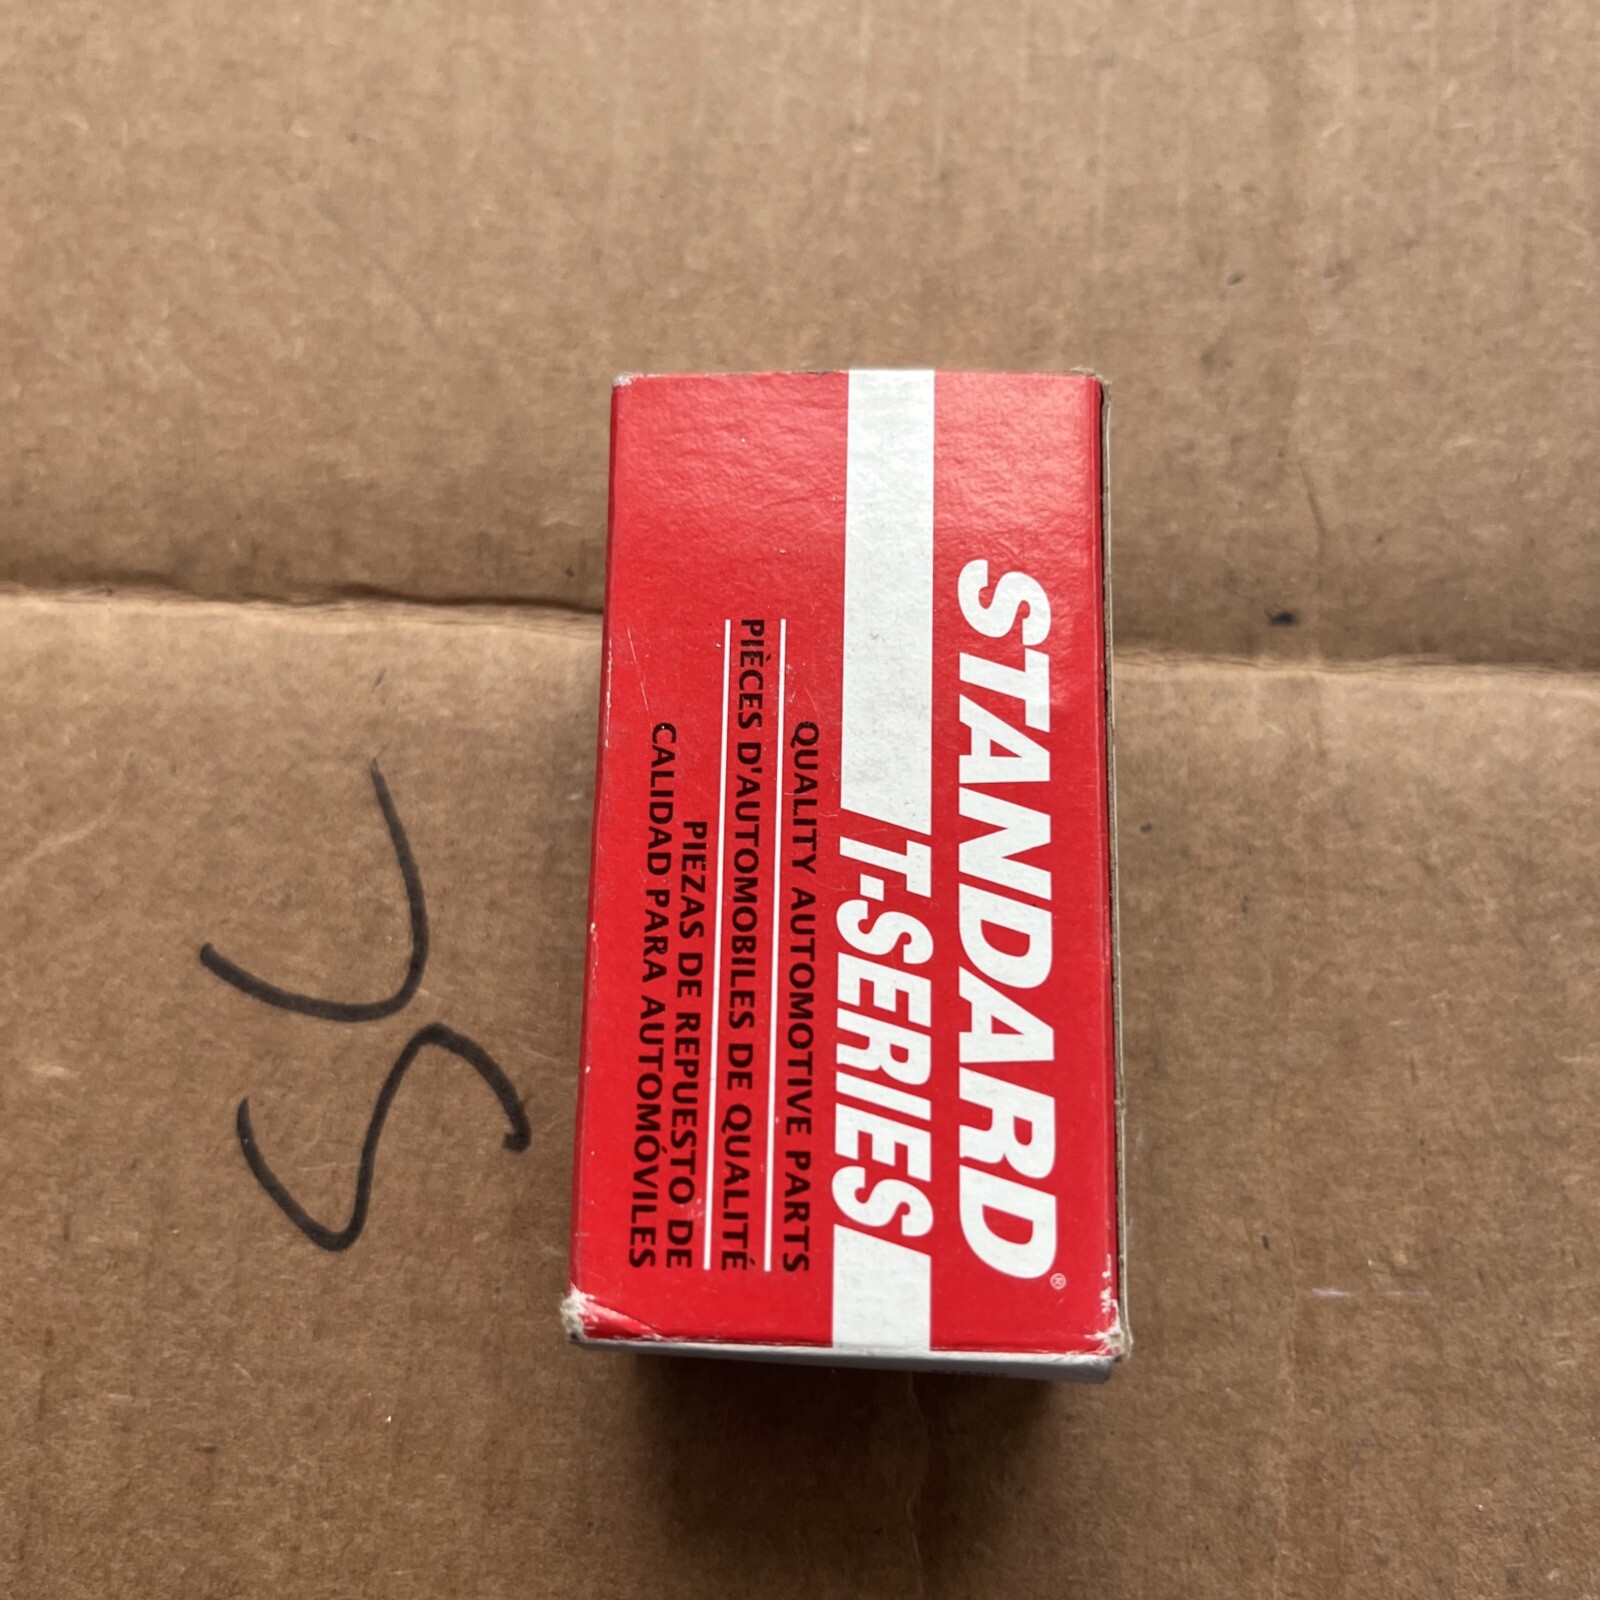 STANDARD®
T-SERIES
QUALITY AUTOMOTIVE PARTS
PIÈCES D'AUTOMOBILES DE QUALITÉ
PIEZAS DE REPUESTO DE
CALIDAD PARA AUTOMÓVILES